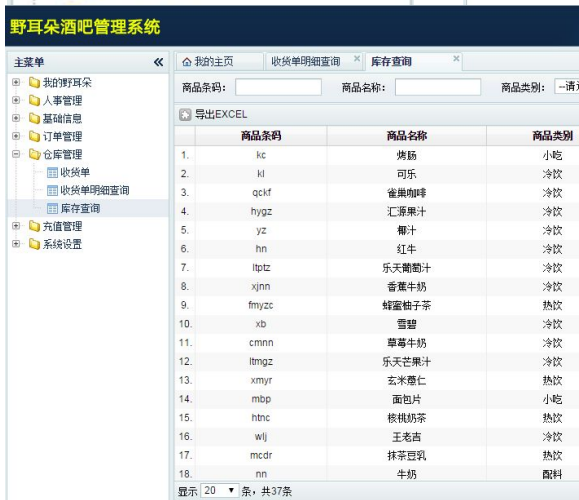 野耳朵酒吧管理系统
主菜单 «
我的主页 收货单明细查询 × 库存查询 ×
我的野耳朵
人事管理
基础信息
订单管理
仓库管理
收货单
收货单明细查询
库存查询
充值管理
系统设置
商品条码: 商品名称: 商品类别: --请
导出EXCEL
商品条码 商品名称 商品类别
1. kc 烤肠 小吃
2. kl 可乐 冷饮
3. qckf 雀巢咖啡 冷饮
4. hygz 汇源果汁 冷饮
5. yz 椰汁 冷饮
6. hn 红牛 冷饮
7. ltptz 乐天葡萄汁 冷饮
8. xjnn 香蕉牛奶 冷饮
9. fmyzc 蜂蜜柚子茶 热饮
10. xb 雪碧 冷饮
11. cmnn 草莓牛奶 冷饮
12. ltmgz 乐天芒果汁 冷饮
13. xmyr 玄米薏仁 热饮
14. mbp 面包片 小吃
15. htnc 核桃奶茶 热饮
16. wlj 王老吉 冷饮
17. mcdr 抹茶豆乳 热饮
18. nn 牛奶 配料
显示 20 ▼ 条，共37条